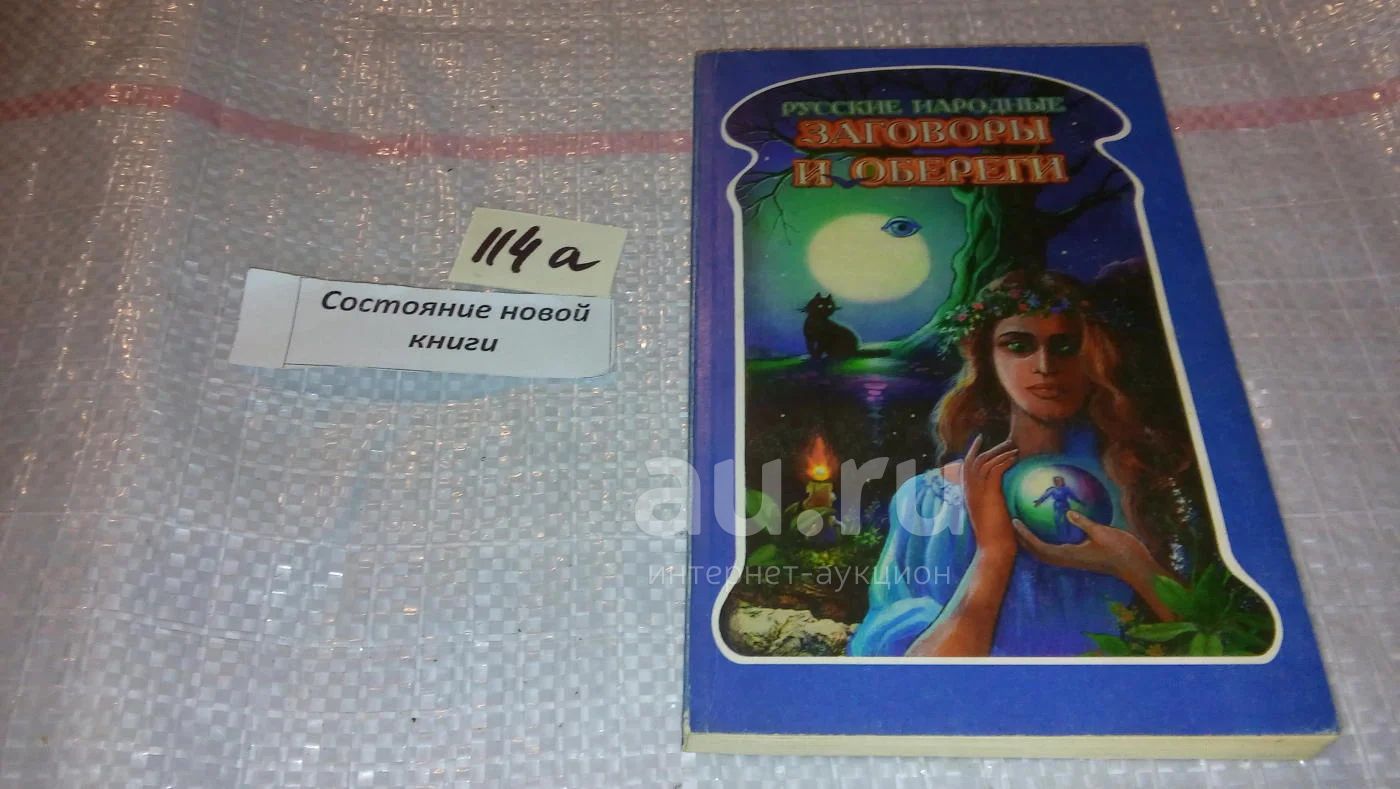 114 а
Состояние новой
книги
РУССКИЕ НАРОДНЫЕ
ЗАГОВОРЫ
И ОБЕРЕГИ
au.ru
интернет-аукцион